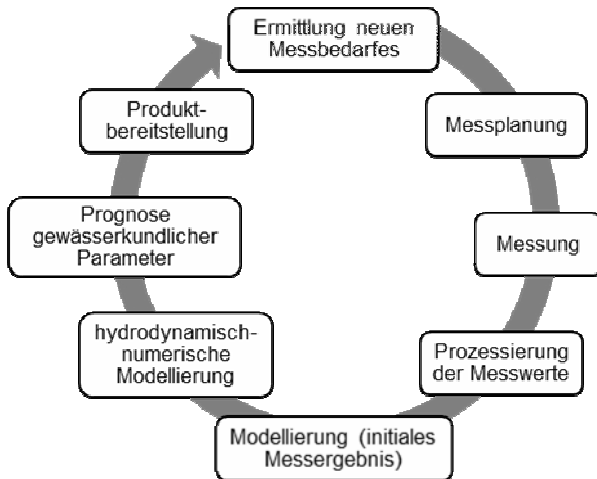 Ermittlung neuen
Messbedarfes
Messplanung
Messung
Prozessierung
der Messwerte
Modellierung (initiales
Messergebnis)
hydrodynamisch-
numerische
Modellierung
Prognose
gewässerkundlicher
Parameter
Produkt-
bereitstellung